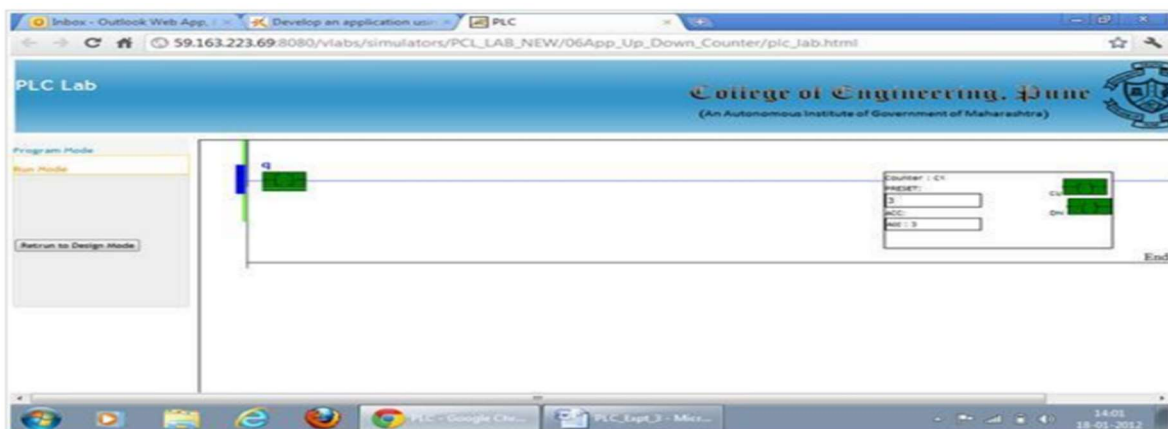 Inbox - Outlook Web App,
Develop an application usin
PLC
59.163.223.69:8080/vlabs/simulators/PCL_LAB_NEW/06App_Up_Down_Counter/plc_lab.html
PLC Lab
College of Engineering, Pune
(An Autonomous Institute of Government of Maharashtra)
Program Mode
Run Mode
q
Counter : C1
PRESET:
3
CU
ACC:
DN
Acc : 3
Retrun to Design Mode
End
PLC - Google Chr...
PLC_Expt_3 - Micr...
14:01
18-01-2012